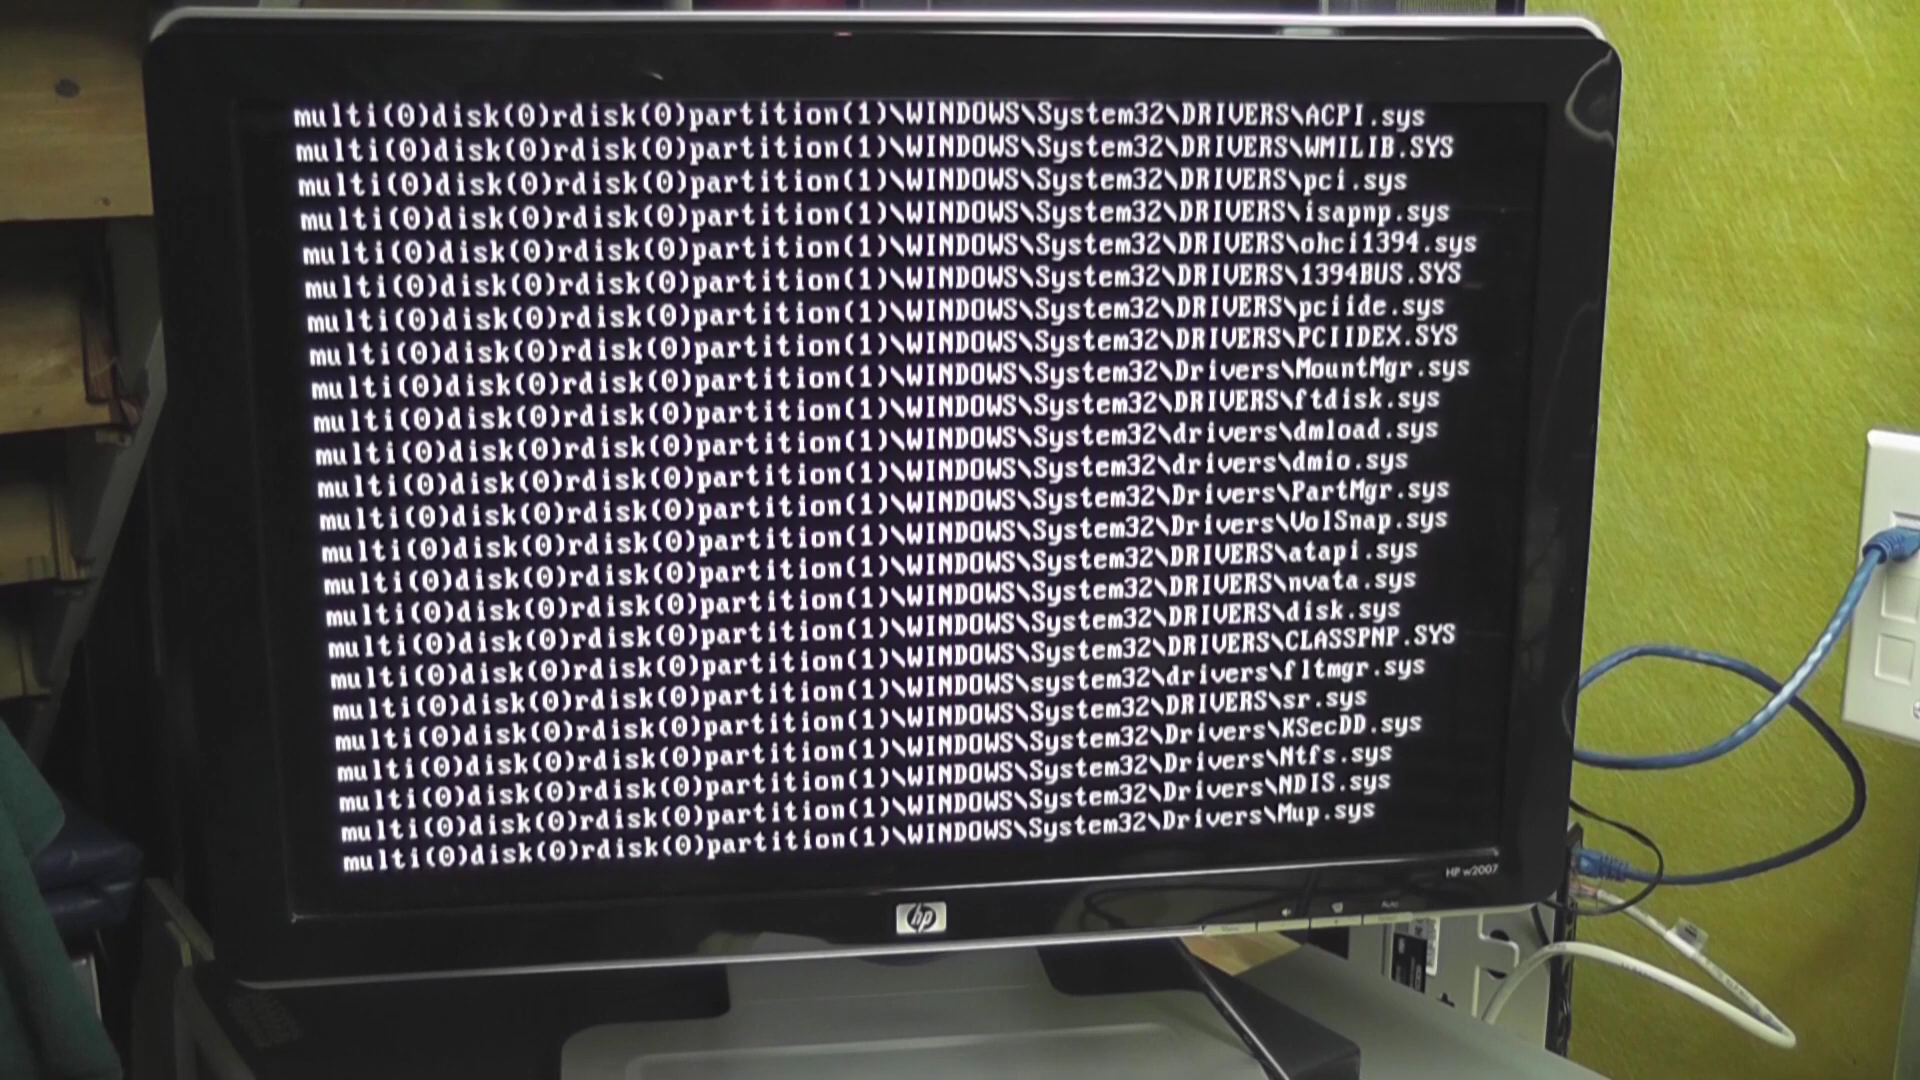 multi(0)disk(0)rdisk(0)partition(1)\WINDOWS\System32\DRIVERS\ACPI.sys
multi(0)disk(0)rdisk(0)partition(1)\WINDOWS\System32\DRIVERS\WMILIB.SYS
multi(0)disk(0)rdisk(0)partition(1)\WINDOWS\System32\DRIVERS\pci.sys
multi(0)disk(0)rdisk(0)partition(1)\WINDOWS\System32\DRIVERS\isapnp.sys
multi(0)disk(0)rdisk(0)partition(1)\WINDOWS\System32\DRIVERS\ohci1394.sys
multi(0)disk(0)rdisk(0)partition(1)\WINDOWS\System32\DRIVERS\1394BUS.SYS
multi(0)disk(0)rdisk(0)partition(1)\WINDOWS\System32\DRIVERS\pciide.sys
multi(0)disk(0)rdisk(0)partition(1)\WINDOWS\System32\DRIVERS\PCIIDEX.SYS
multi(0)disk(0)rdisk(0)partition(1)\WINDOWS\System32\Drivers\MountMgr.sys
multi(0)disk(0)rdisk(0)partition(1)\WINDOWS\System32\DRIVERS\ftdisk.sys
multi(0)disk(0)rdisk(0)partition(1)\WINDOWS\System32\drivers\dmload.sys
multi(0)disk(0)rdisk(0)partition(1)\WINDOWS\System32\drivers\dmio.sys
multi(0)disk(0)rdisk(0)partition(1)\WINDOWS\System32\Drivers\PartMgr.sys
multi(0)disk(0)rdisk(0)partition(1)\WINDOWS\System32\Drivers\VolSnap.sys
multi(0)disk(0)rdisk(0)partition(1)\WINDOWS\System32\DRIVERS\atapi.sys
multi(0)disk(0)rdisk(0)partition(1)\WINDOWS\System32\DRIVERS\nvata.sys
multi(0)disk(0)rdisk(0)partition(1)\WINDOWS\System32\DRIVERS\disk.sys
multi(0)disk(0)rdisk(0)partition(1)\WINDOWS\System32\DRIVERS\CLASSPNP.SYS
multi(0)disk(0)rdisk(0)partition(1)\WINDOWS\system32\drivers\fltmgr.sys
multi(0)disk(0)rdisk(0)partition(1)\WINDOWS\System32\DRIVERS\sr.sys
multi(0)disk(0)rdisk(0)partition(1)\WINDOWS\System32\Drivers\KSecDD.sys
multi(0)disk(0)rdisk(0)partition(1)\WINDOWS\System32\Drivers\Ntfs.sys
multi(0)disk(0)rdisk(0)partition(1)\WINDOWS\System32\Drivers\NDIS.sys
multi(0)disk(0)rdisk(0)partition(1)\WINDOWS\System32\Drivers\Mup.sys
HP w2007
hp